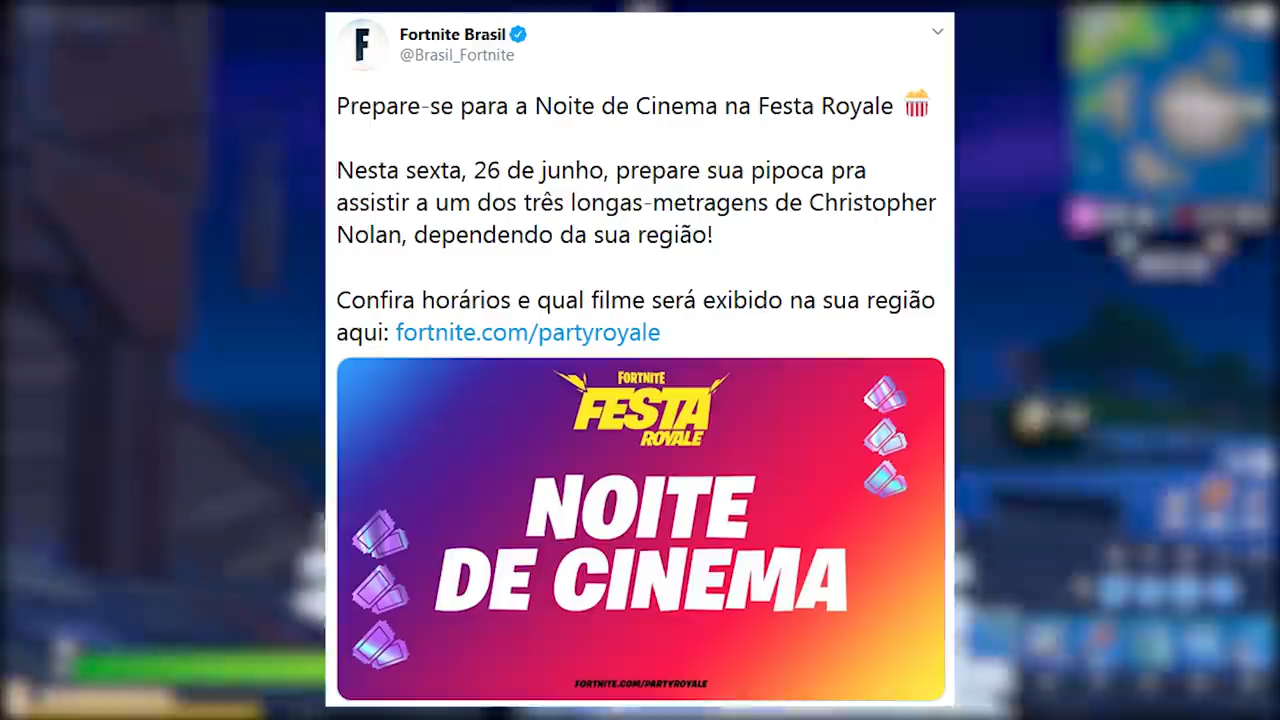 Fortnite Brasil
@Brasil_Fortnite
Prepare-se para a Noite de Cinema na Festa Royale 🍿
Nesta sexta, 26 de junho, prepare sua pipoca pra
assistir a um dos três longas-metragens de Christopher
Nolan, dependendo da sua região!
Confira horários e qual filme será exibido na sua região
aqui: fortnite.com/partyroyale
FORTNITE
FESTA
ROYALE
NOITE
DE CINEMA
FORTNITE.COM/PARTYROYALE